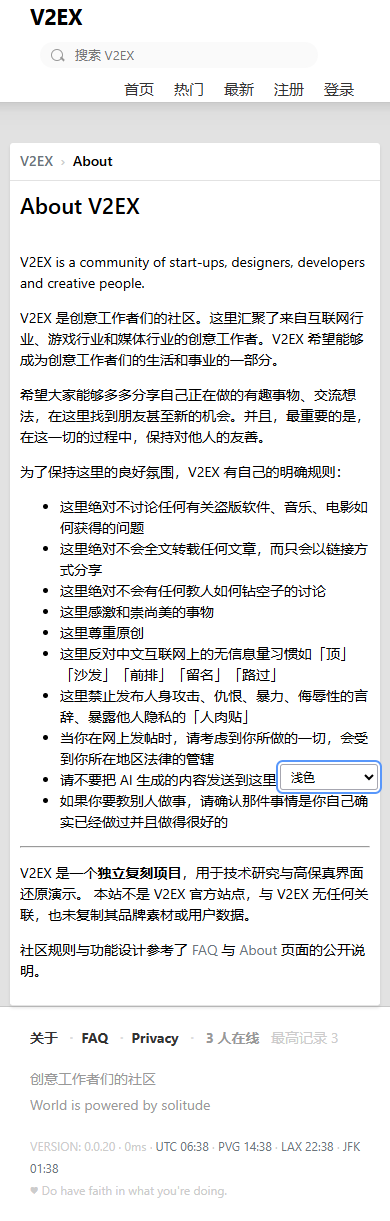 V2EX
搜索 V2EX
首页 热门 最新 注册 登录
V2EX › About
About V2EX
V2EX is a community of start-ups, designers, developers
and creative people.
V2EX 是创意工作者们的社区。这里汇聚了来自互联网行
业、游戏行业和媒体行业的创意工作者。V2EX 希望能够
成为创意工作者们的生活和事业的一部分。
希望大家能够多多分享自己正在做的有趣事物、交流想
法，在这里找到朋友甚至新的机会。并且，最重要的是，
在这一切的过程中，保持对他人的友善。
为了保持这里的良好氛围，V2EX 有自己的明确规则：
• 这里绝对不讨论任何有关盗版软件、音乐、电影如
何获得的问题
• 这里绝对不会全文转载任何文章，而只会以链接方
式分享
• 这里绝对不会有任何教人如何钻空子的讨论
• 这里感激和崇尚美的事物
• 这里尊重原创
• 这里反对中文互联网上的无信息量习惯如「顶」
「沙发」「前排」「留名」「路过」
• 这里禁止发布人身攻击、仇恨、暴力、侮辱性的言
辞、暴露他人隐私的「人肉贴」
• 当你在网上发帖时，请考虑到你所做的一切，会受
到你所在地区法律的管辖
• 请不要把 AI 生成的内容发送到这里 浅色
• 如果你要教别人做事，请确认那件事情是你自己确
实已经做过并且做得很好的
V2EX 是一个独立复刻项目，用于技术研究与高保真界面
还原演示。 本站不是 V2EX 官方站点，与 V2EX 无任何关
联，也未复制其品牌素材或用户数据。
社区规则与功能设计参考了 FAQ 与 About 页面的公开说
明。
关于 · FAQ · Privacy · 3 人在线 最高记录 3
创意工作者们的社区
World is powered by solitude
VERSION: 0.0.20 · 0ms · UTC 06:38 · PVG 14:38 · LAX 22:38 · JFK
01:38
♥ Do have faith in what you're doing.